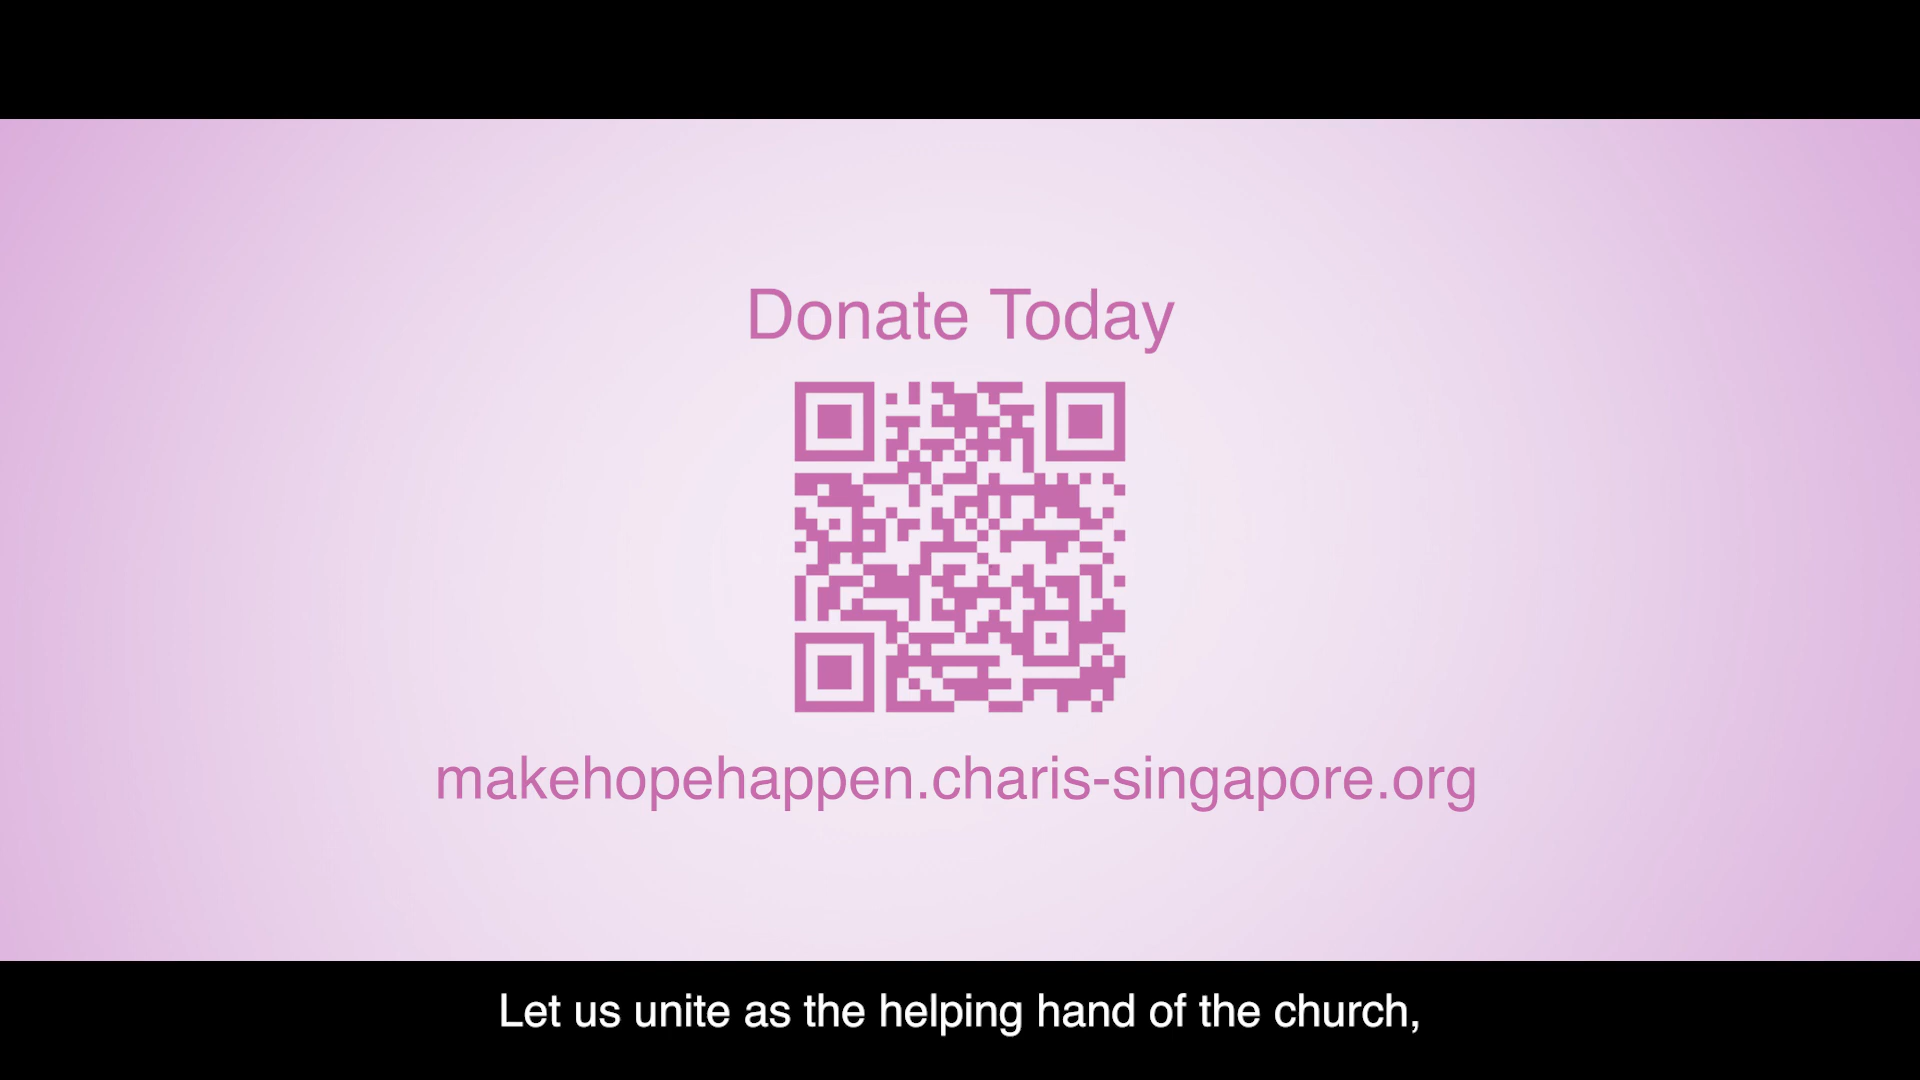 Donate Today
makehopehappen.charis-singapore.org
Let us unite as the helping hand of the church,